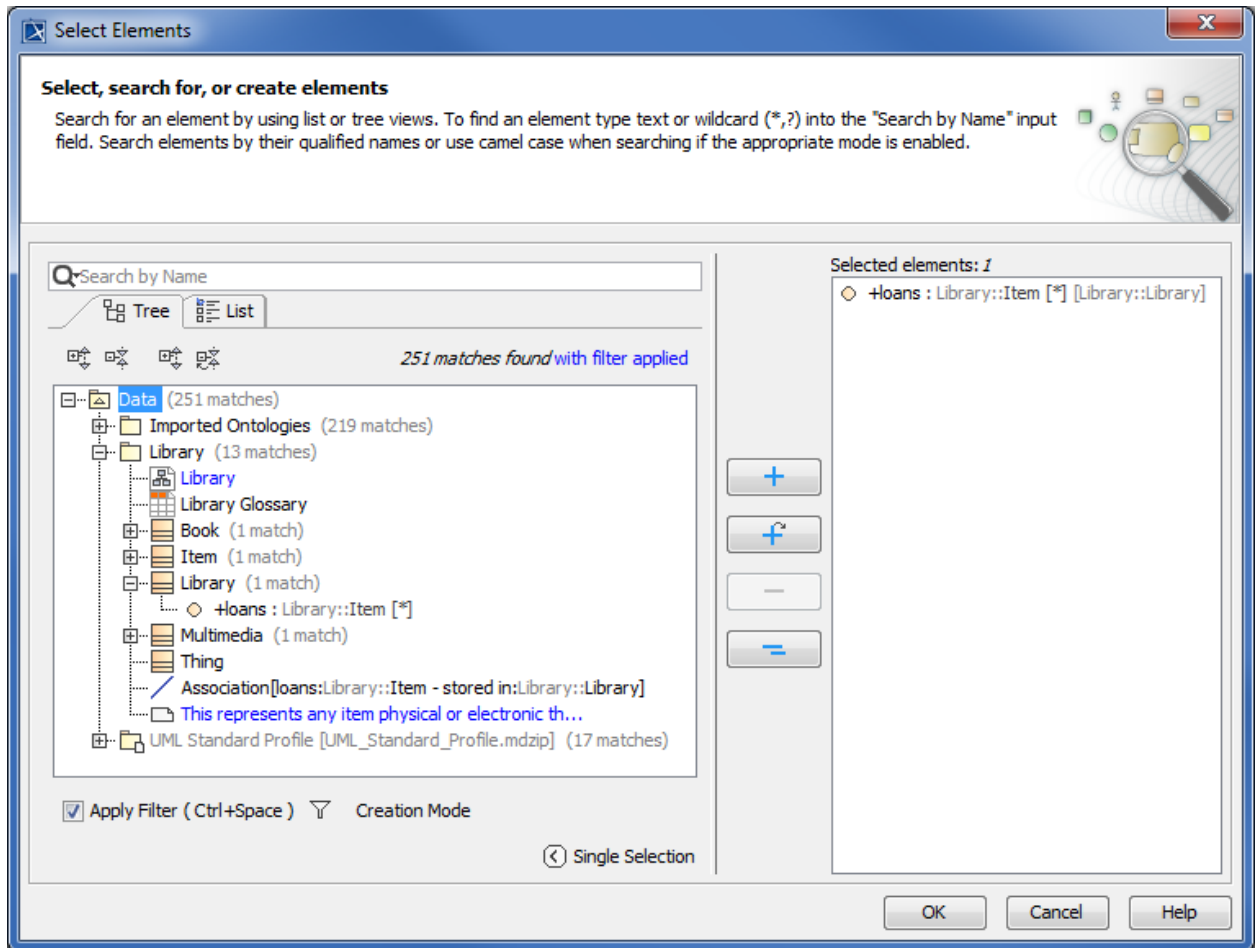 Select Elements
Select, search for, or create elements
Search for an element by using list or tree views. To find an element type text or wildcard (*,?) into the "Search by Name" input
field. Search elements by their qualified names or use camel case when searching if the appropriate mode is enabled.
Search by Name
Tree List
251 matches found with filter applied
Data (251 matches)
Imported Ontologies (219 matches)
Library (13 matches)
Library
Library Glossary
Book (1 match)
Item (1 match)
Library (1 match)
+loans : Library::Item [*]
Multimedia (1 match)
Thing
Association[loans:Library::Item - stored in:Library::Library]
This represents any item physical or electronic th...
UML Standard Profile [UML_Standard_Profile.mdzip] (17 matches)
Apply Filter ( Ctrl+Space ) Creation Mode
Single Selection
Selected elements: 1
+loans : Library::Item [*] [Library::Library]
OK Cancel Help